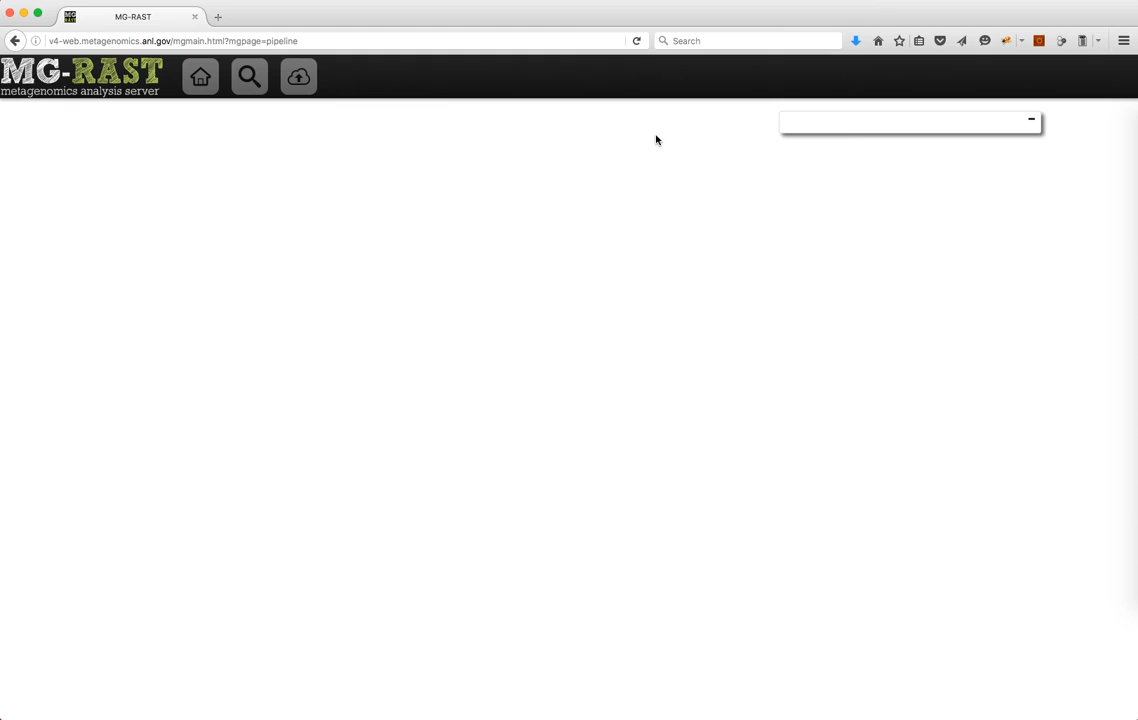 MG-RAST
v4-web.metagenomics.anl.gov/mgmain.html?mgpage=pipeline
Search
MG-RAST
metagenomics analysis server